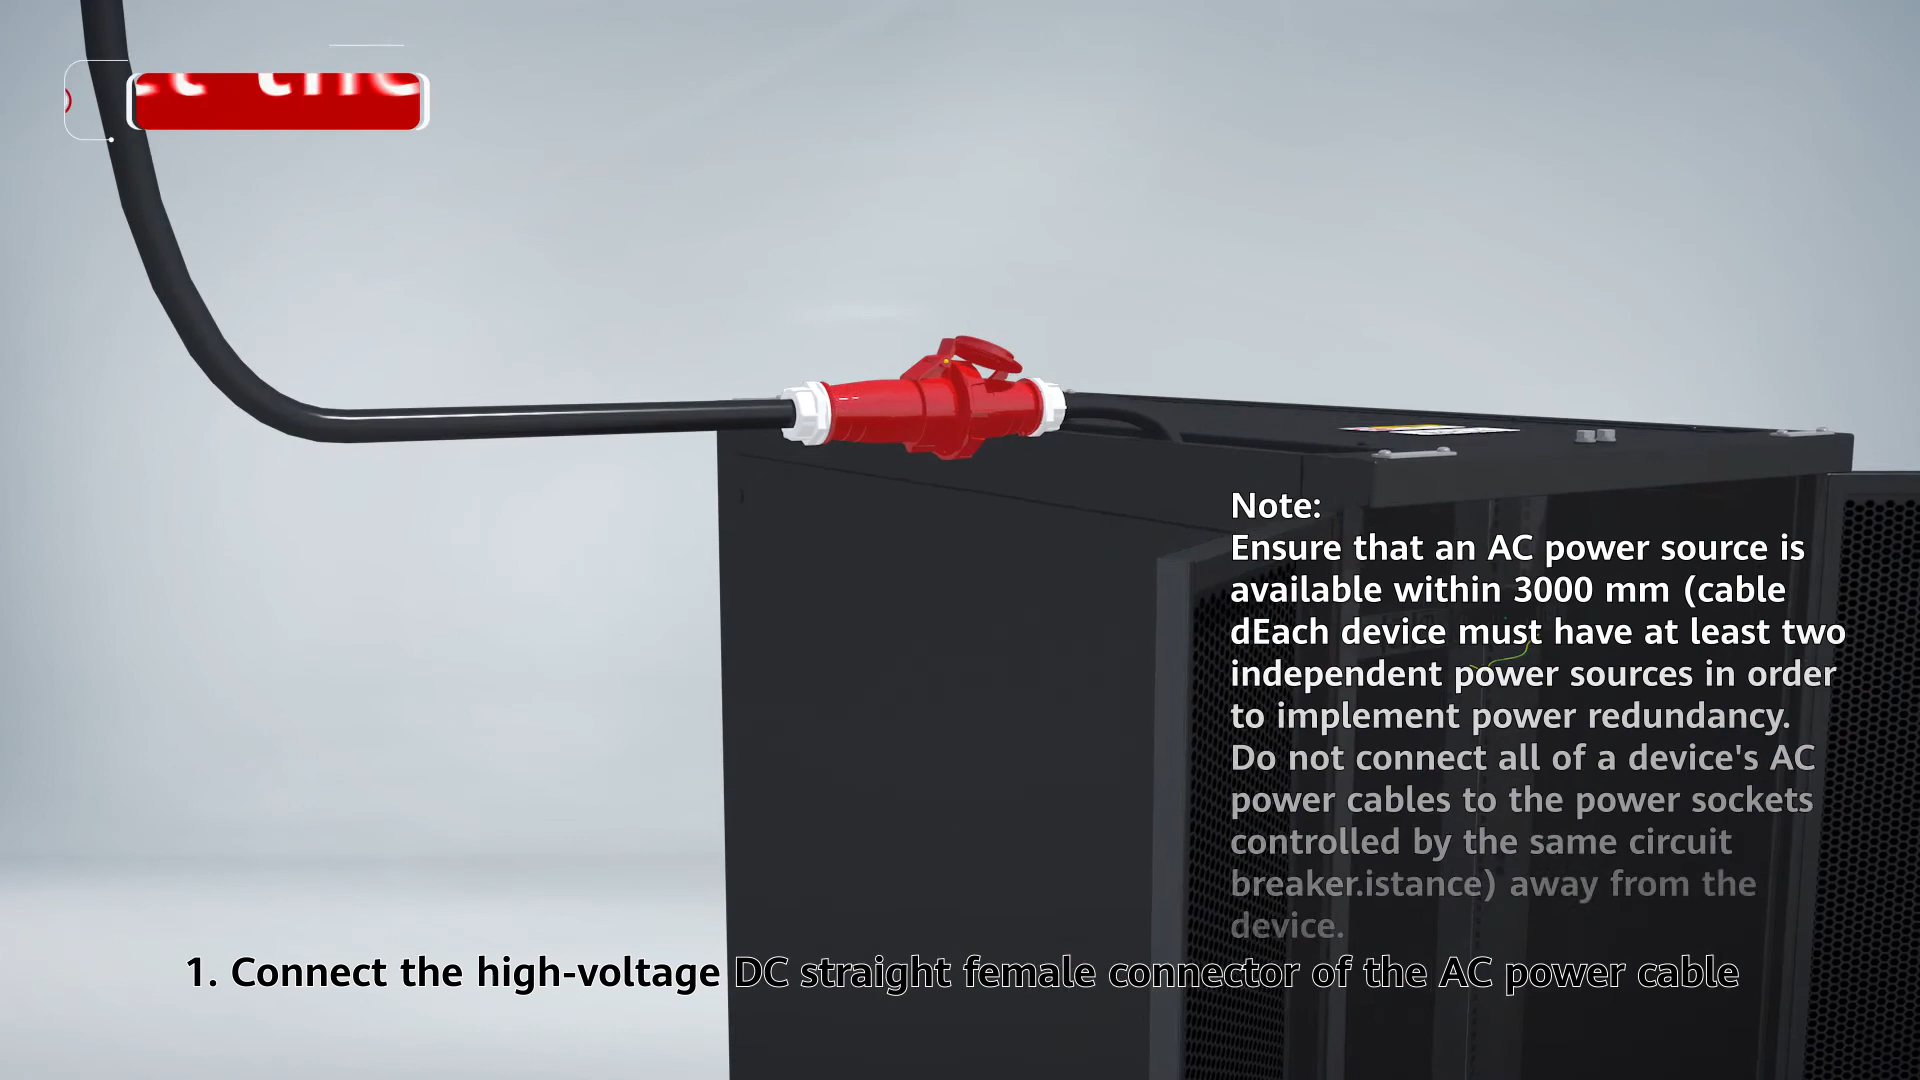 the
Note:
Ensure that an AC power source is
available within 3000 mm (cable
dEach device must have at least two
independent power sources in order
to implement power redundancy.
Do not connect all of a device's AC
power cables to the power sockets
controlled by the same circuit
breaker.istance) away from the
device.
1. Connect the high-voltage DC straight female connector of the AC power cable